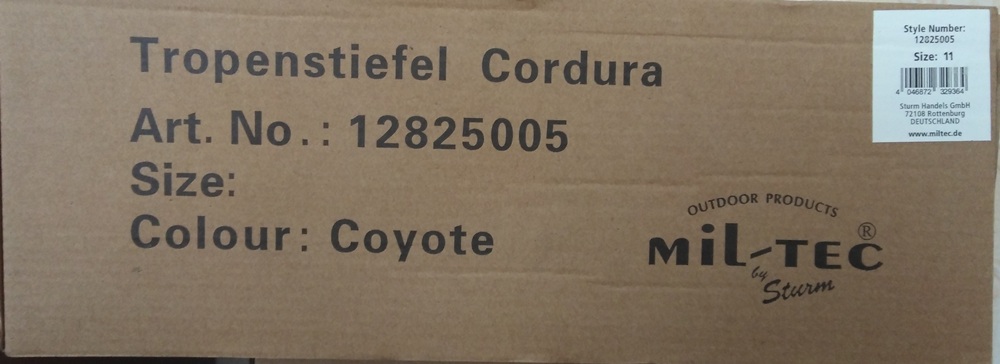 Tropenstiefel Cordura
Art. No.: 12825005
Size:
Colour: Coyote
Style Number:
12825005
Size: 11
4 046872 329364
Sturm Handels GmbH
72108 Rottenburg
DEUTSCHLAND
www.miltec.de
OUTDOOR PRODUCTS
MiL-TEC®
by
Sturm